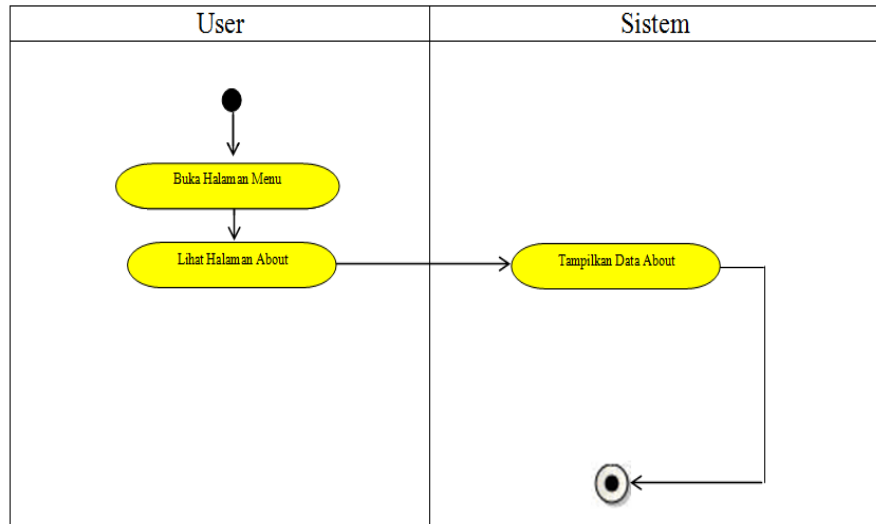 User
Sistem
Buka Halaman Menu
Lihat Halaman About
Tampilkan Data About